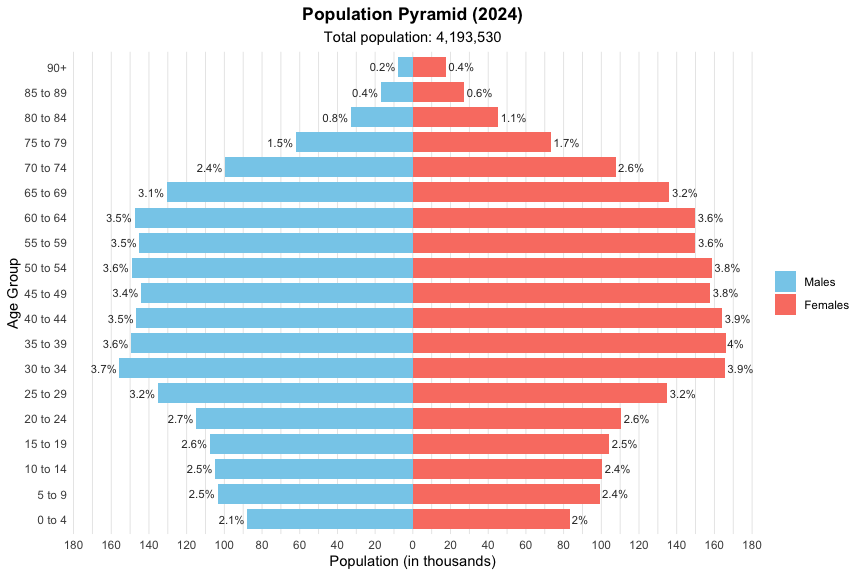 Population Pyramid (2024)
Total population: 4,193,530
Age Group
90+ 0.2% 0.4%
85 to 89 0.4% 0.6%
80 to 84 0.8% 1.1%
75 to 79 1.5% 1.7%
70 to 74 2.4% 2.6%
65 to 69 3.1% 3.2%
60 to 64 3.5% 3.6%
55 to 59 3.5% 3.6%
50 to 54 3.6% 3.8%
45 to 49 3.4% 3.8%
40 to 44 3.5% 3.9%
35 to 39 3.6% 4%
30 to 34 3.7% 3.9%
25 to 29 3.2% 3.2%
20 to 24 2.7% 2.6%
15 to 19 2.6% 2.5%
10 to 14 2.5% 2.4%
5 to 9 2.5% 2.4%
0 to 4 2.1% 2%
180 160 140 120 100 80 60 40 20 0 20 40 60 80 100 120 140 160 180
Population (in thousands)
Males
Females